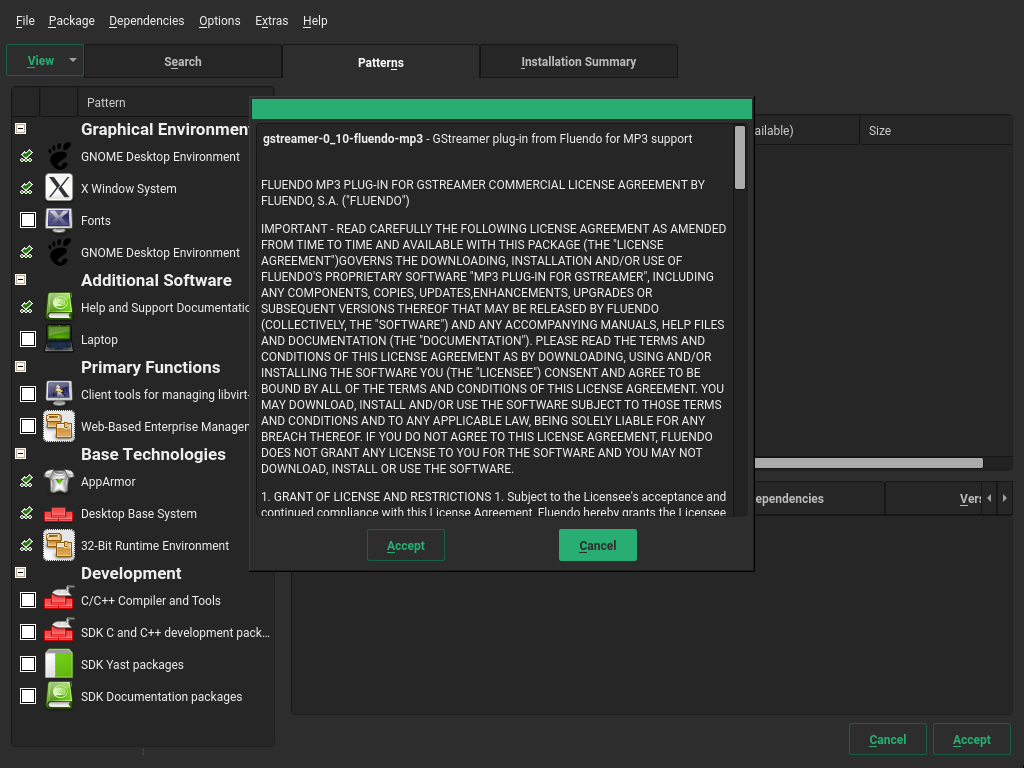 File Package Dependencies Options Extras Help
View Search Patterns Installation Summary
Pattern
Graphical Environmen
GNOME Desktop Environment
X Window System
Fonts
GNOME Desktop Environment
Additional Software
Help and Support Documentatio
Laptop
Primary Functions
Client tools for managing libvirt-
Web-Based Enterprise Manager
Base Technologies
AppArmor
Desktop Base System
32-Bit Runtime Environment
Development
C/C++ Compiler and Tools
SDK C and C++ development pack...
SDK Yast packages
SDK Documentation packages
gstreamer-0_10-fluendo-mp3 - GStreamer plug-in from Fluendo for MP3 support
FLUENDO MP3 PLUG-IN FOR GSTREAMER COMMERCIAL LICENSE AGREEMENT BY
FLUENDO, S.A. ("FLUENDO")
IMPORTANT - READ CAREFULLY THE FOLLOWING LICENSE AGREEMENT AS AMENDED
FROM TIME TO TIME AND AVAILABLE WITH THIS PACKAGE (THE "LICENSE
AGREEMENT")GOVERNS THE DOWNLOADING, INSTALLATION AND/OR USE OF
FLUENDO'S PROPRIETARY SOFTWARE "MP3 PLUG-IN FOR GSTREAMER", INCLUDING
ANY COMPONENTS, COPIES, UPDATES,ENHANCEMENTS, UPGRADES OR
SUBSEQUENT VERSIONS THEREOF THAT MAY BE RELEASED BY FLUENDO
(COLLECTIVELY, THE "SOFTWARE") AND ANY ACCOMPANYING MANUALS, HELP FILES
AND DOCUMENTATION (THE "DOCUMENTATION"). PLEASE READ THE TERMS AND
CONDITIONS OF THIS LICENSE AGREEMENT AS BY DOWNLOADING, USING AND/OR
INSTALLING THE SOFTWARE YOU (THE "LICENSEE") CONSENT AND AGREE TO BE
BOUND BY ALL OF THE TERMS AND CONDITIONS OF THIS LICENSE AGREEMENT. YOU
MAY DOWNLOAD, INSTALL AND/OR USE THE SOFTWARE SUBJECT TO THOSE TERMS
AND CONDITIONS AND TO ANY APPLICABLE LAW, BEING SOLELY LIABLE FOR ANY
BREACH THEREOF. IF YOU DO NOT AGREE TO THIS LICENSE AGREEMENT, FLUENDO
DOES NOT GRANT ANY LICENSE TO YOU FOR THE SOFTWARE AND YOU MAY NOT
DOWNLOAD, INSTALL OR USE THE SOFTWARE.
1. GRANT OF LICENSE AND RESTRICTIONS 1. Subject to the Licensee's acceptance and
continued compliance with this License Agreement, Fluendo hereby grants the Licensee
Accept Cancel
ailable) Size
ependencies Vers
Cancel Accept